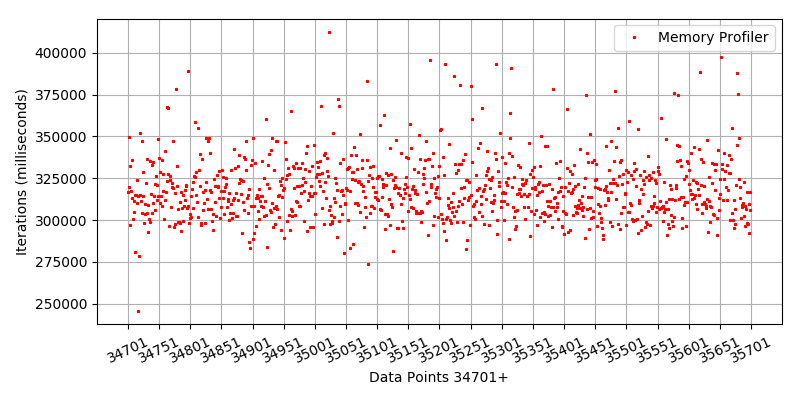 Memory Profiler
Iterations (milliseconds)
400000
375000
350000
325000
300000
275000
250000
34701 34751 34801 34851 34901 34951 35001 35051 35101 35151 35201 35251 35301 35351 35401 35451 35501 35551 35601 35651 35701
Data Points 34701+